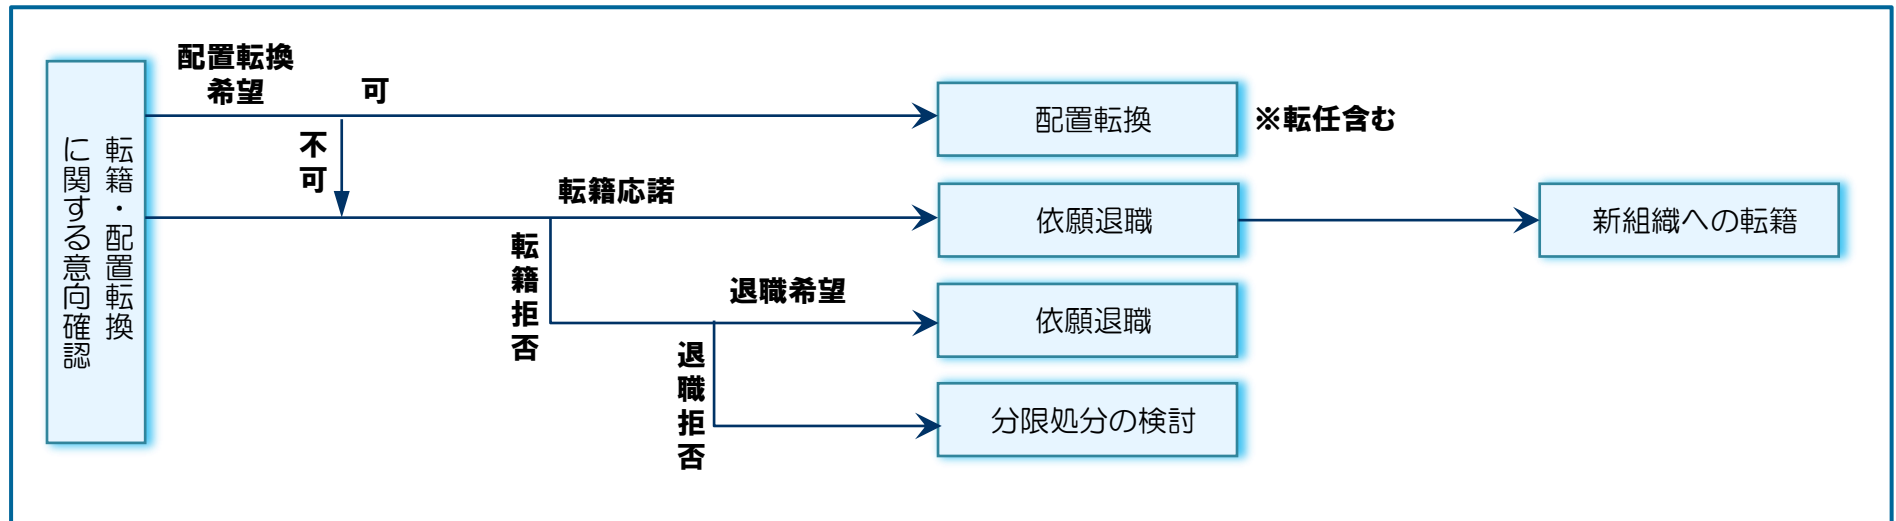 転籍・配置転換
に関する意向確認
配置転換
希望
可
不可
配置転換
※転任含む
転籍応諾
依願退職
新組織への転籍
転籍拒否
退職希望
依願退職
退職拒否
分限処分の検討